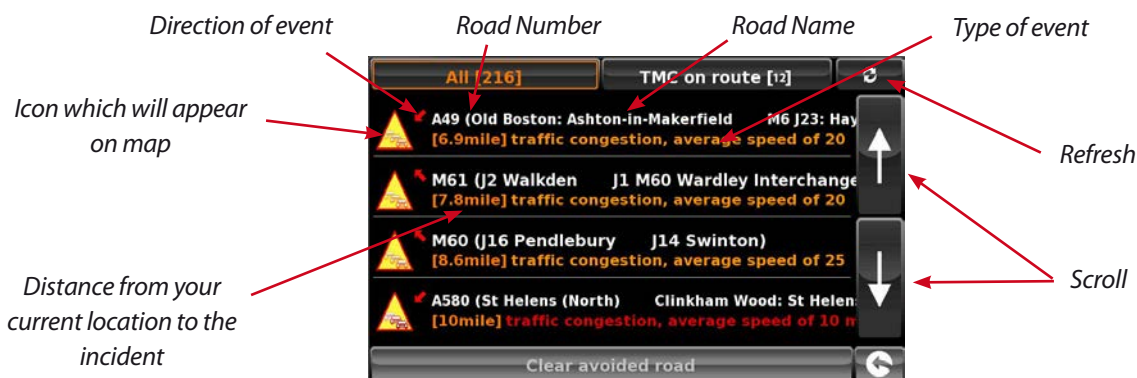 Direction of event
Road Number
Road Name
Type of event
All [216]
TMC on route [12]
Icon which will appear
on map
A49 (Old Boston: Ashton-in-Makerfield M6 J23: Hay
[6.9mile] traffic congestion, average speed of 20
Refresh
M61 (J2 Walkden J1 M60 Wardley Interchange
[7.8mile] traffic congestion, average speed of 20
M60 (J16 Pendlebury J14 Swinton)
[8.6mile] traffic congestion, average speed of 25
Distance from your
current location to the
incident
Scroll
A580 (St Helens (North) Clinkham Wood: St Helens
[10mile] traffic congestion, average speed of 10 m
Clear avoided road